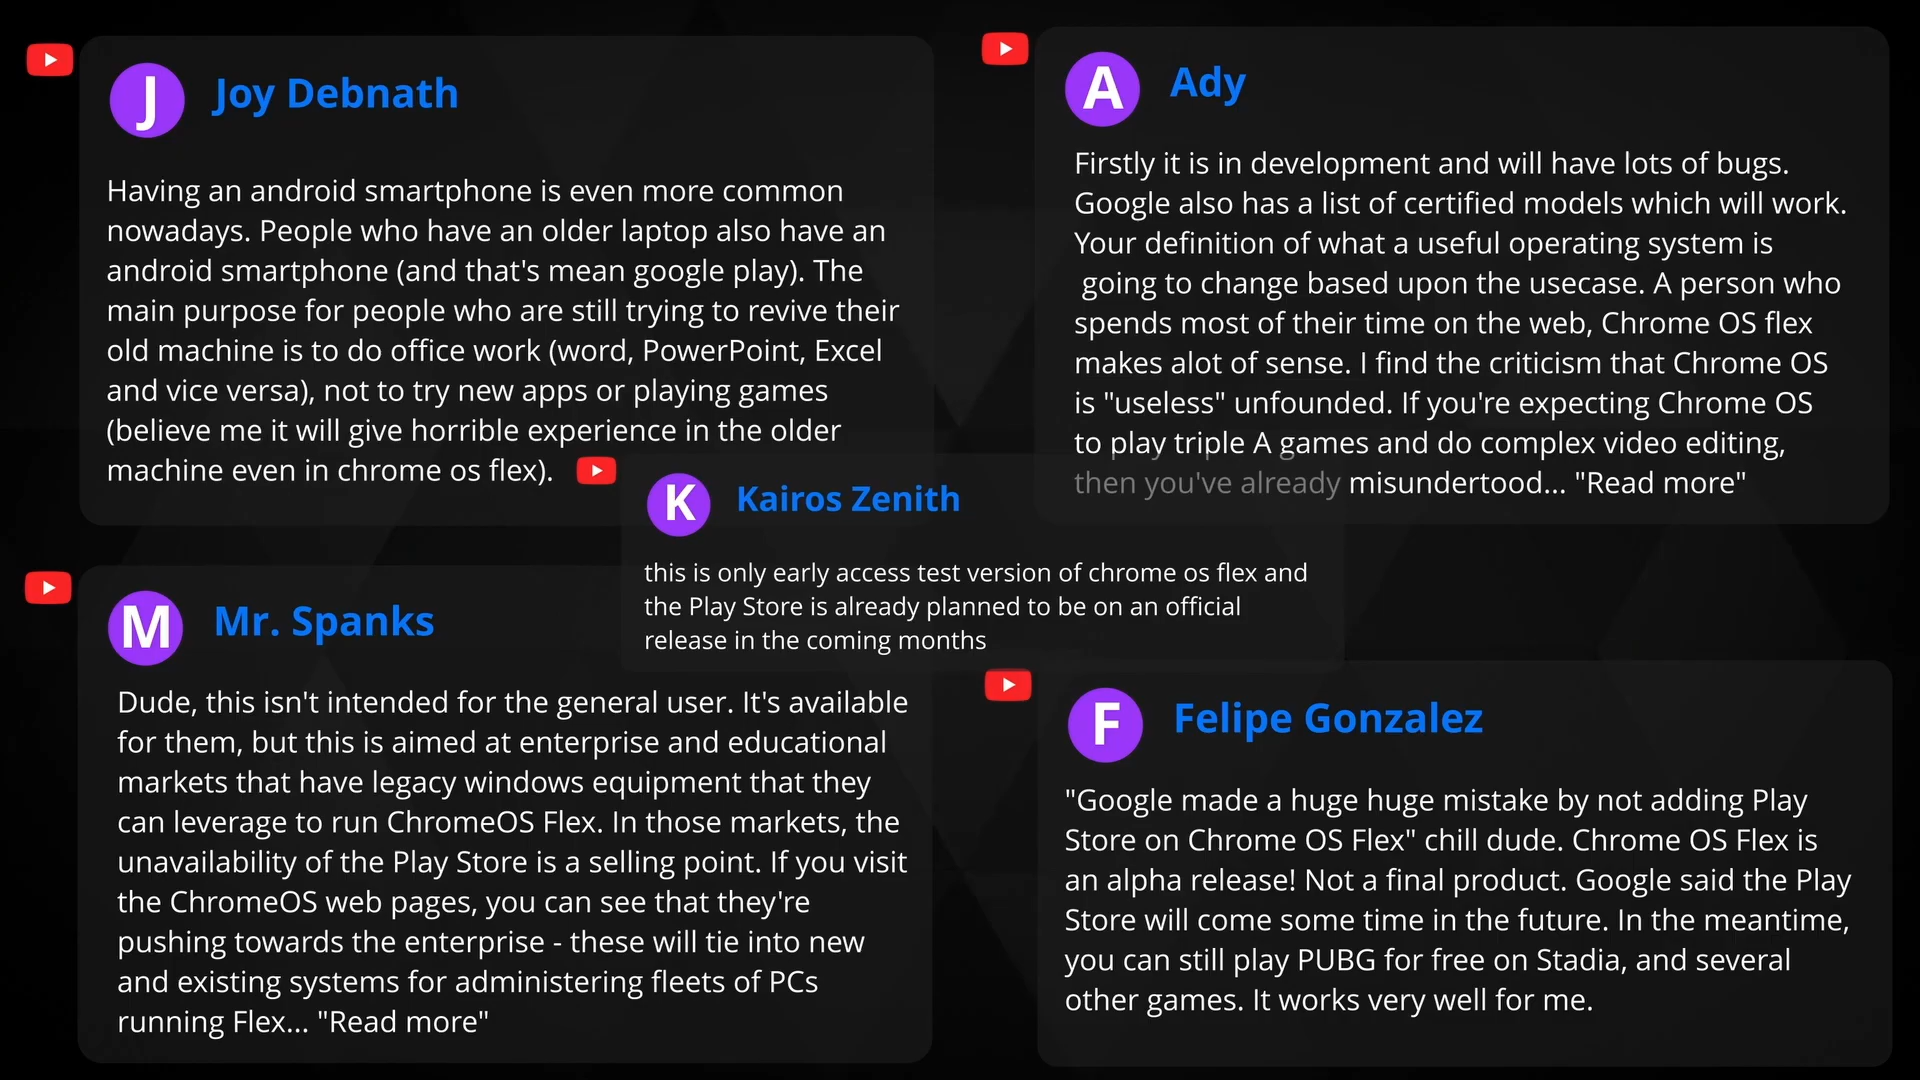 J
Joy Debnath
Having an android smartphone is even more common
nowadays. People who have an older laptop also have an
android smartphone (and that's mean google play). The
main purpose for people who are still trying to revive their
old machine is to do office work (word, PowerPoint, Excel
and vice versa), not to try new apps or playing games
(believe me it will give horrible experience in the older
machine even in chrome os flex).
A
Ady
Firstly it is in development and will have lots of bugs.
Google also has a list of certified models which will work.
Your definition of what a useful operating system is
going to change based upon the usecase. A person who
spends most of their time on the web, Chrome OS flex
makes alot of sense. I find the criticism that Chrome OS
is "useless" unfounded. If you're expecting Chrome OS
to play triple A games and do complex video editing,
then you've already misundertood... "Read more"
K
Kairos Zenith
this is only early access test version of chrome os flex and
the Play Store is already planned to be on an official
release in the coming months
M
Mr. Spanks
Dude, this isn't intended for the general user. It's available
for them, but this is aimed at enterprise and educational
markets that have legacy windows equipment that they
can leverage to run ChromeOS Flex. In those markets, the
unavailability of the Play Store is a selling point. If you visit
the ChromeOS web pages, you can see that they're
pushing towards the enterprise - these will tie into new
and existing systems for administering fleets of PCs
running Flex... "Read more"
F
Felipe Gonzalez
"Google made a huge huge mistake by not adding Play
Store on Chrome OS Flex" chill dude. Chrome OS Flex is
an alpha release! Not a final product. Google said the Play
Store will come some time in the future. In the meantime,
you can still play PUBG for free on Stadia, and several
other games. It works very well for me.